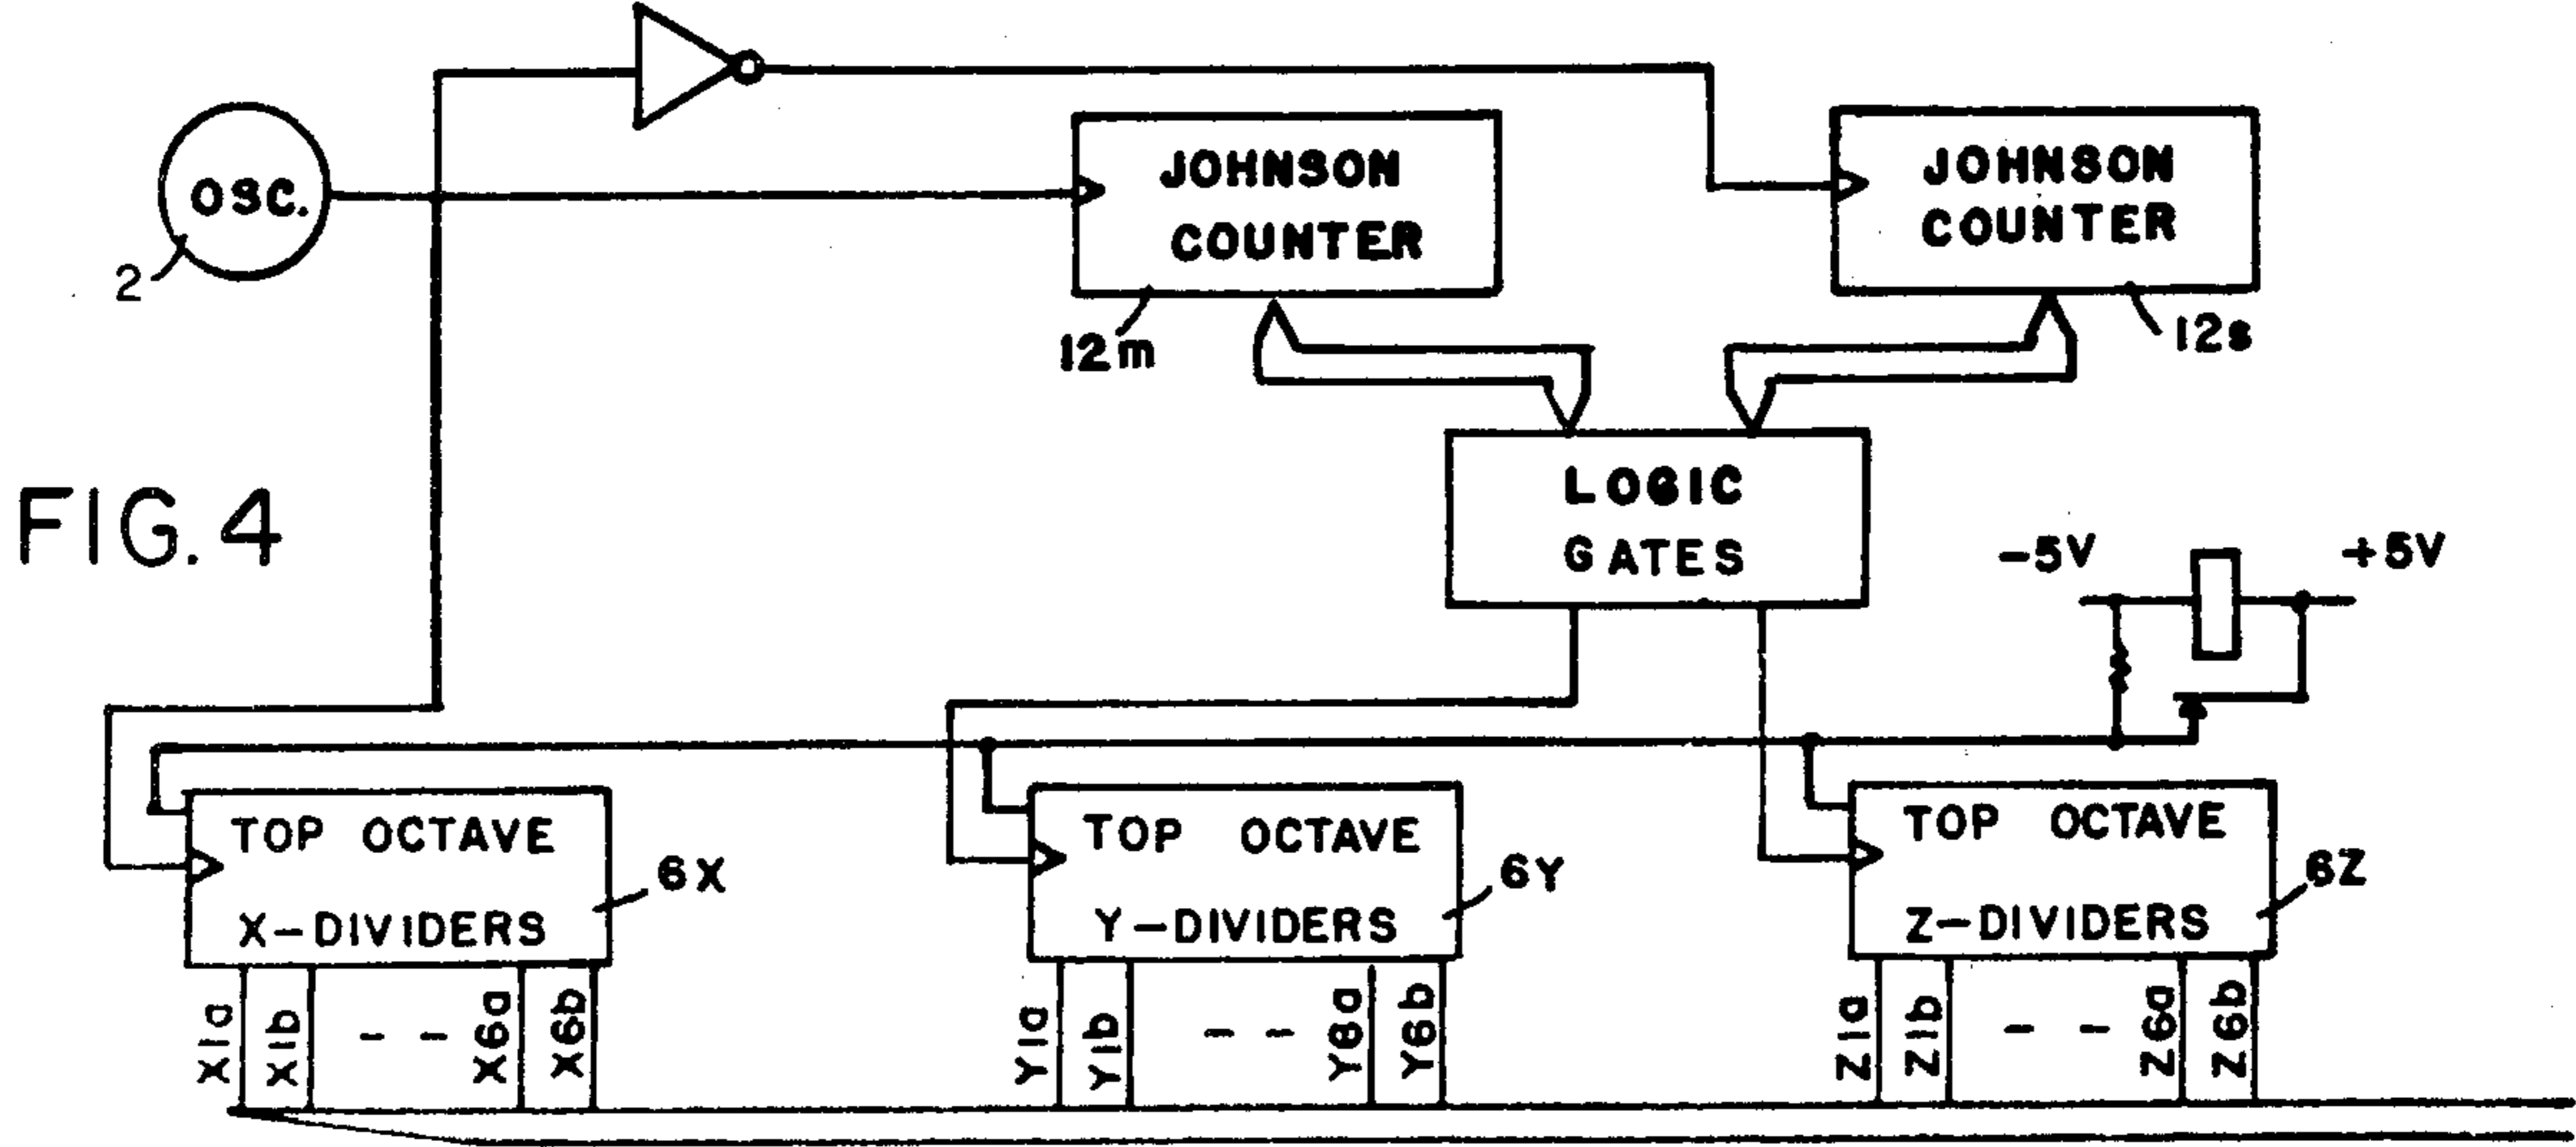 OSC.
2
JOHNSON
COUNTER
12m
JOHNSON
COUNTER
12s
LOGIC
GATES
FIG. 4
-5V
+5V
TOP OCTAVE
X-DIVIDERS
6X
TOP OCTAVE
Y-DIVIDERS
6Y
TOP OCTAVE
Z-DIVIDERS
6Z
X1a
X1b
- -
X6a
X6b
Y1a
Y1b
- -
Y6a
Y6b
Z1a
Z1b
- -
Z6a
Z6b